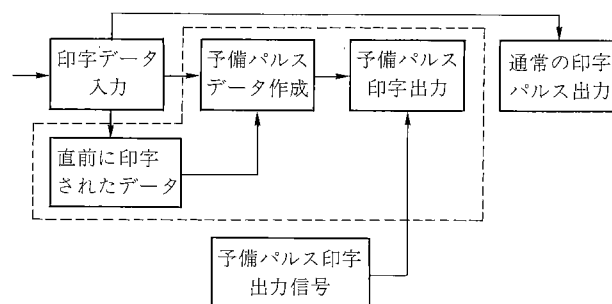 印字データ
入力
予備パルス
データ作成
予備パルス
印字出力
通常の印字
パルス出力
直前に印字
されたデータ
予備パルス印字
出力信号